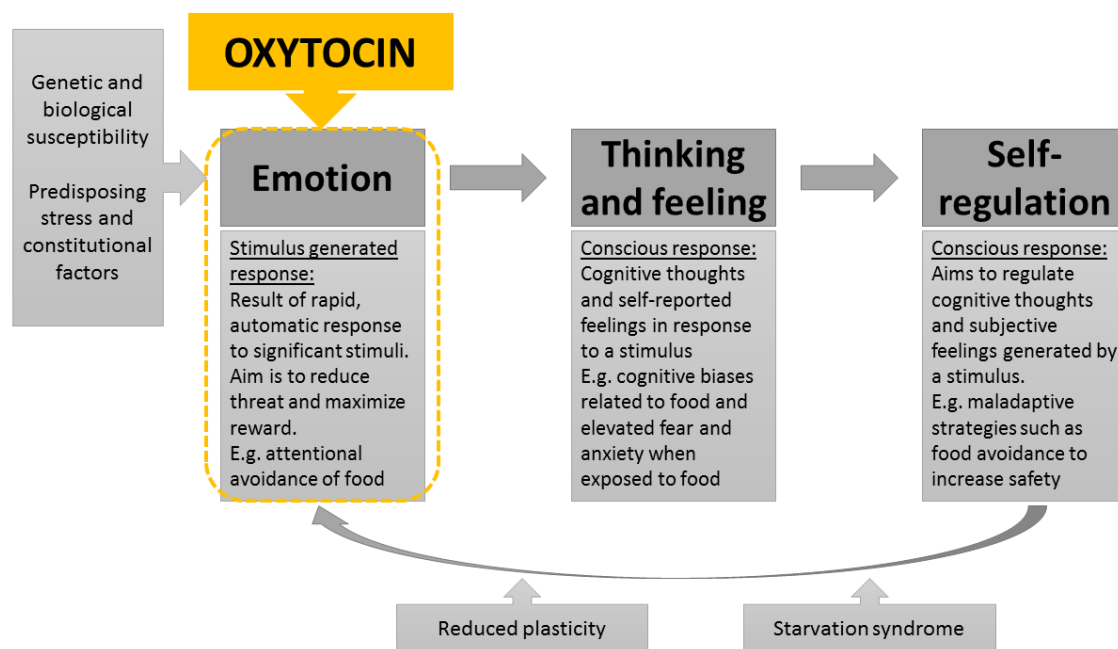 OXYTOCIN
Genetic and
biological
susceptibility
Predisposing
stress and
constitutional
factors
Emotion
Stimulus generated
response:
Result of rapid,
automatic response
to significant stimuli.
Aim is to reduce
threat and maximize
reward.
E.g. attentional
avoidance of food
Thinking
and feeling
Conscious response:
Cognitive thoughts
and self-reported
feelings in response
to a stimulus
E.g. cognitive biases
related to food and
elevated fear and
anxiety when
exposed to food
Self-
regulation
Conscious response:
Aims to regulate
cognitive thoughts
and subjective
feelings generated by
a stimulus.
E.g. maladaptive
strategies such as
food avoidance to
increase safety
Reduced plasticity
Starvation syndrome